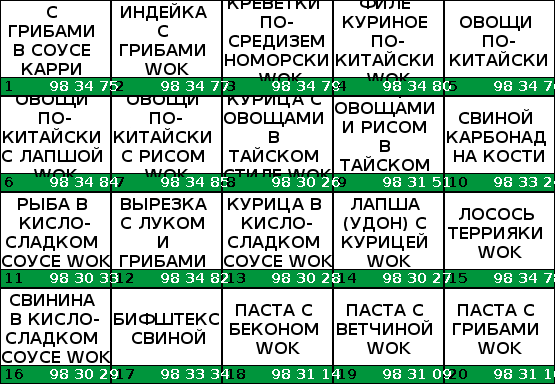 С
ГРИБАМИ
В СОУСЕ
КАРРИ
1 98 34 75
ИНДЕЙКА
С
ГРИБАМИ
WOK
2 98 34 77
КРЕВЕТКИ
ПО-
СРЕДИЗЕМ
НОМОРСКИ
WOK
3 98 34 79
ФИЛЕ
КУРИНОЕ
ПО-
КИТАЙСКИ
WOK
4 98 34 80
ОВОЩИ
ПО-
КИТАЙСКИ
5 98 34 76
ОВОЩИ
ПО-
КИТАЙСКИ
С ЛАПШОЙ
WOK
6 98 34 84
ОВОЩИ
ПО-
КИТАЙСКИ
С РИСОМ
WOK
7 98 34 85
КУРИЦА С
ОВОЩАМИ
В
ТАЙСКОМ
СТИЛЕ WOK
8 98 30 26
ОВОЩАМИ
И РИСОМ
В
ТАЙСКОМ
9 98 31 51
СВИНОЙ
КАРБОНАД
НА КОСТИ
10 98 33 24
РЫБА В
КИСЛО-
СЛАДКОМ
СОУСЕ WOK
11 98 30 33
ВЫРЕЗКА
С ЛУКОМ
И
ГРИБАМИ
12 98 34 82
КУРИЦА В
КИСЛО-
СЛАДКОМ
СОУСЕ WOK
13 98 30 28
ЛАПША
(УДОН) С
КУРИЦЕЙ
WOK
14 98 30 27
ЛОСОСЬ
ТЕРРИЯКИ
WOK
15 98 34 78
СВИНИНА
В КИСЛО-
СЛАДКОМ
СОУСЕ WOK
16 98 30 29
БИФШТЕКС
СВИНОЙ
17 98 33 34
ПАСТА С
БЕКОНОМ
WOK
18 98 31 14
ПАСТА С
ВЕТЧИНОЙ
WOK
19 98 31 09
ПАСТА С
ГРИБАМИ
WOK
20 98 31 16